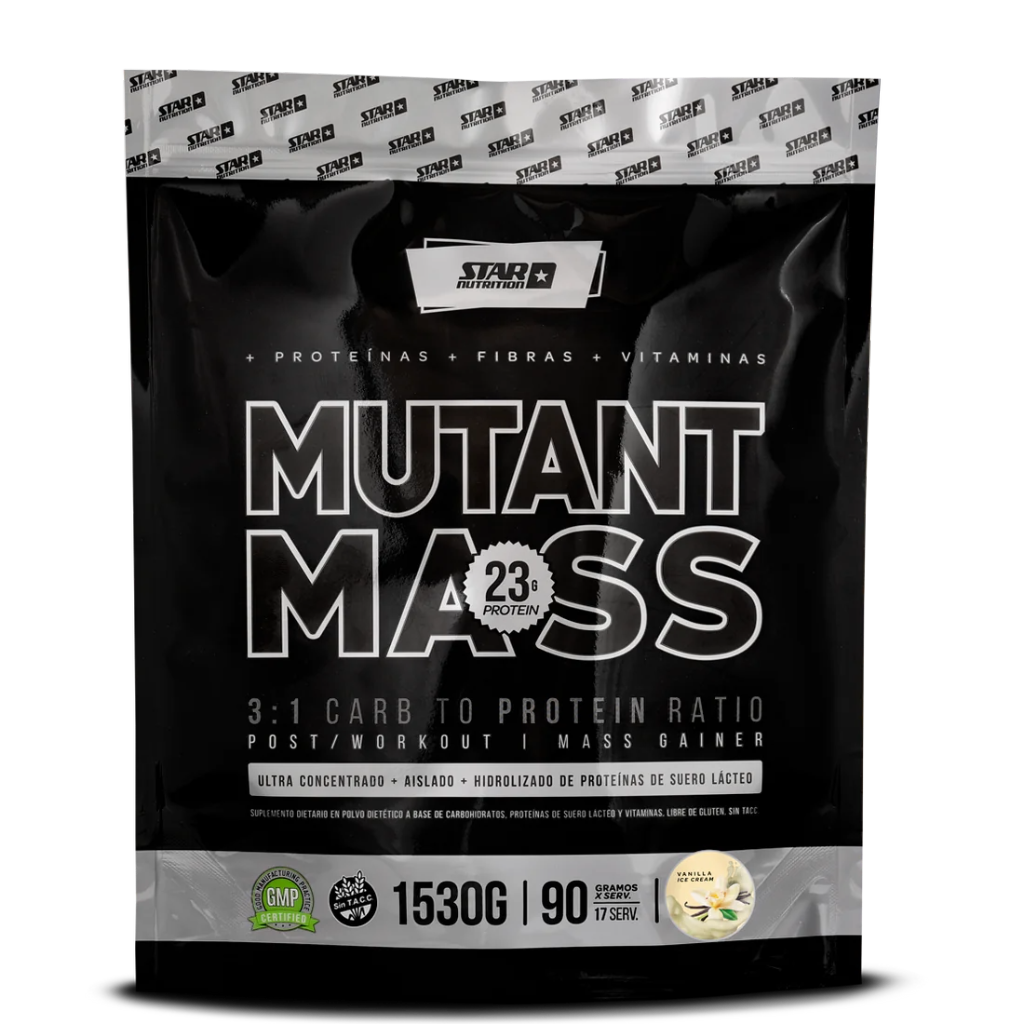 STAR
NUTRITION
+ PROTEÍNAS + FIBRAS + VITAMINAS
MUTANT
MASS
23G
PROTEIN
3:1 CARB TO PROTEIN RATIO
POST/WORKOUT | MASS GAINER
ULTRA CONCENTRADO + AISLADO + HIDROLIZADO DE PROTEÍNAS DE SUERO LÁCTEO
SUPLEMENTO DIETARIO EN POLVO DIETÉTICO A BASE DE CARBOHIDRATOS, PROTEÍNAS DE SUERO LÁCTEO Y VITAMINAS, LIBRE DE GLUTEN. SIN TACC.
GOOD MANUFACTURING PRACTICE
GMP
CERTIFIED
Sin T.A.C.C.
1530G | 90 GRAMOS
X SERV.
17 SERV.
VANILLA
ICE CREAM